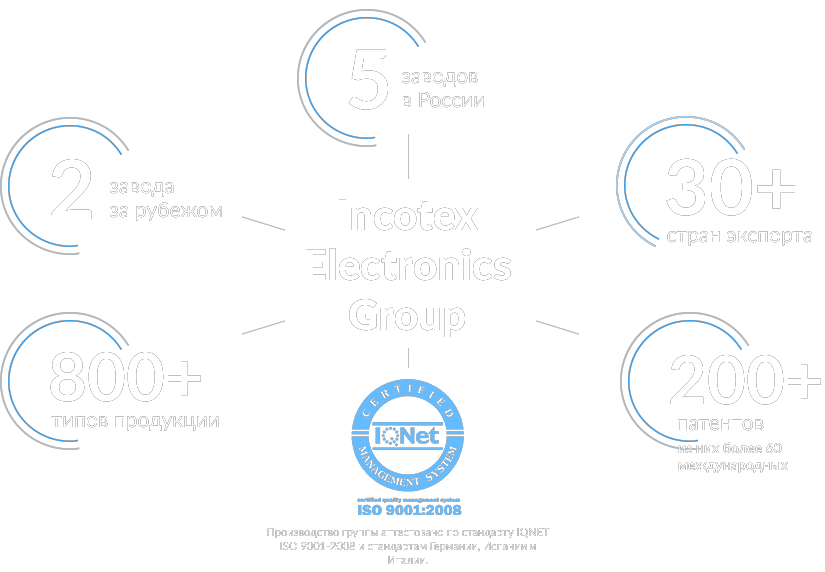 5
заводов
в России
2
завода
за рубежом
30+
стран экспорта
Incotex
Electronics
Group
800+
типов продукции
200+
патентов
из них более 60
международных
CERTIFIED
IQNet
MANAGEMENT SYSTEM
certified quality management system
ISO 9001:2008
Производство группы аттестовано по стандарту IQNET
ISO 9001-2008 и стандартам Германии, Испании и
Италии.